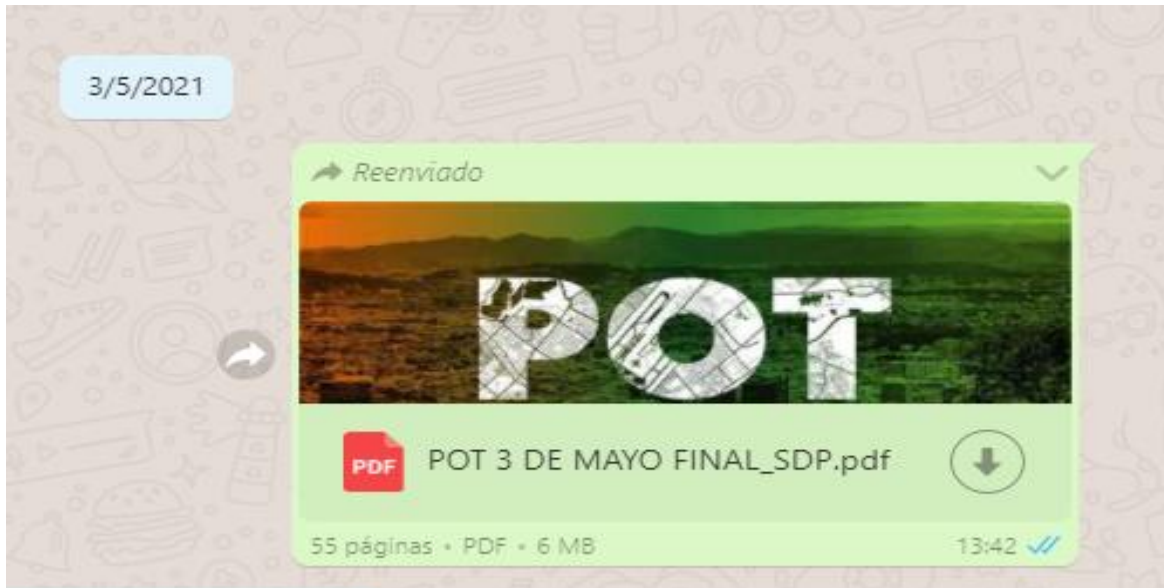 3/5/2021
Reenviado
POT
PDF
POT 3 DE MAYO FINAL_SDP.pdf
55 páginas • PDF • 6 MB
13:42